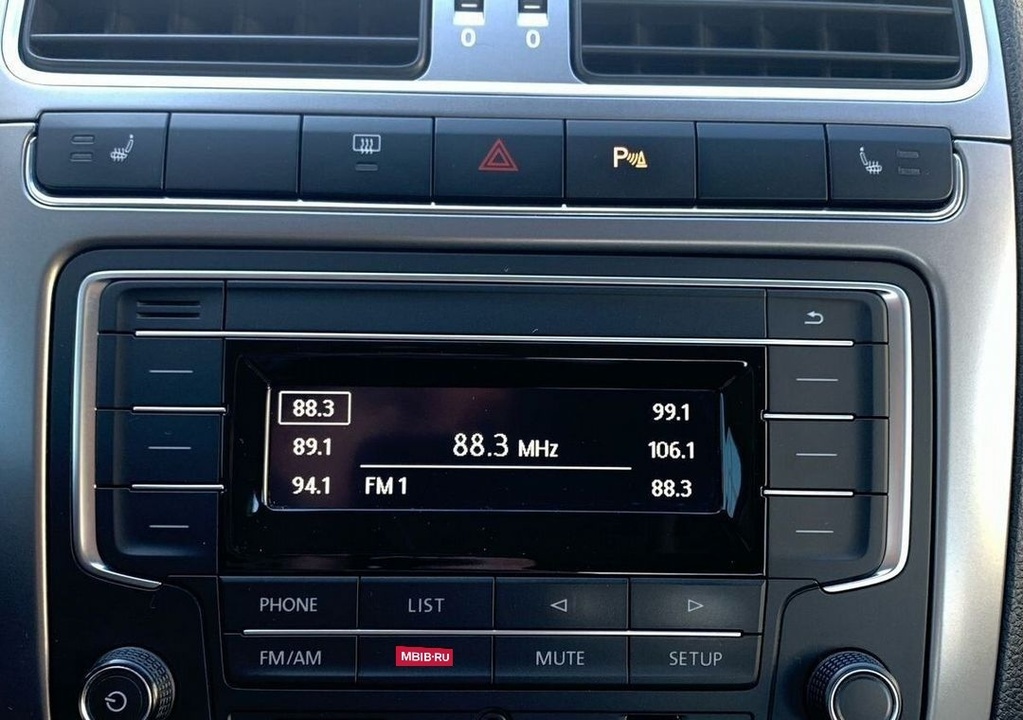 0 0
P
88.3 99.1
89.1 88.3 MHz 106.1
94.1 FM 1 88.3
PHONE LIST
FM/AM MBIB·RU MUTE SETUP